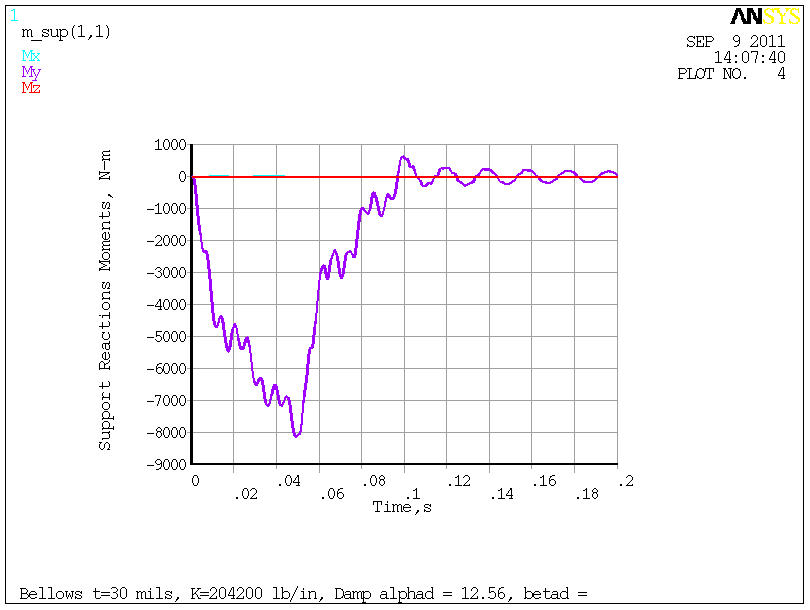 1
ANSYS
m_sup(1,1)
SEP 9 2011
14:07:40
PLOT NO. 4
Mx
My
Mz
Support Reactions Moments, N-m
1000
0
-1000
-2000
-3000
-4000
-5000
-6000
-7000
-8000
-9000
0
.02
.04
.06
.08
.1
.12
.14
.16
.18
.2
Time,s
Bellows t=30 mils, K=204200 lb/in, Damp alphad = 12.56, betad =